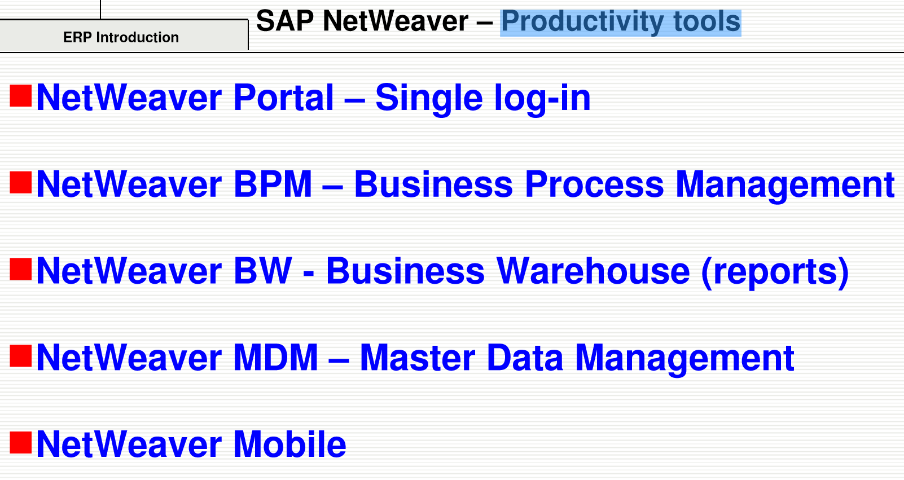 SAP NetWeaver – Productivity tools
ERP Introduction
NetWeaver Portal – Single log-in
NetWeaver BPM – Business Process Management
NetWeaver BW - Business Warehouse (reports)
NetWeaver MDM – Master Data Management
NetWeaver Mobile